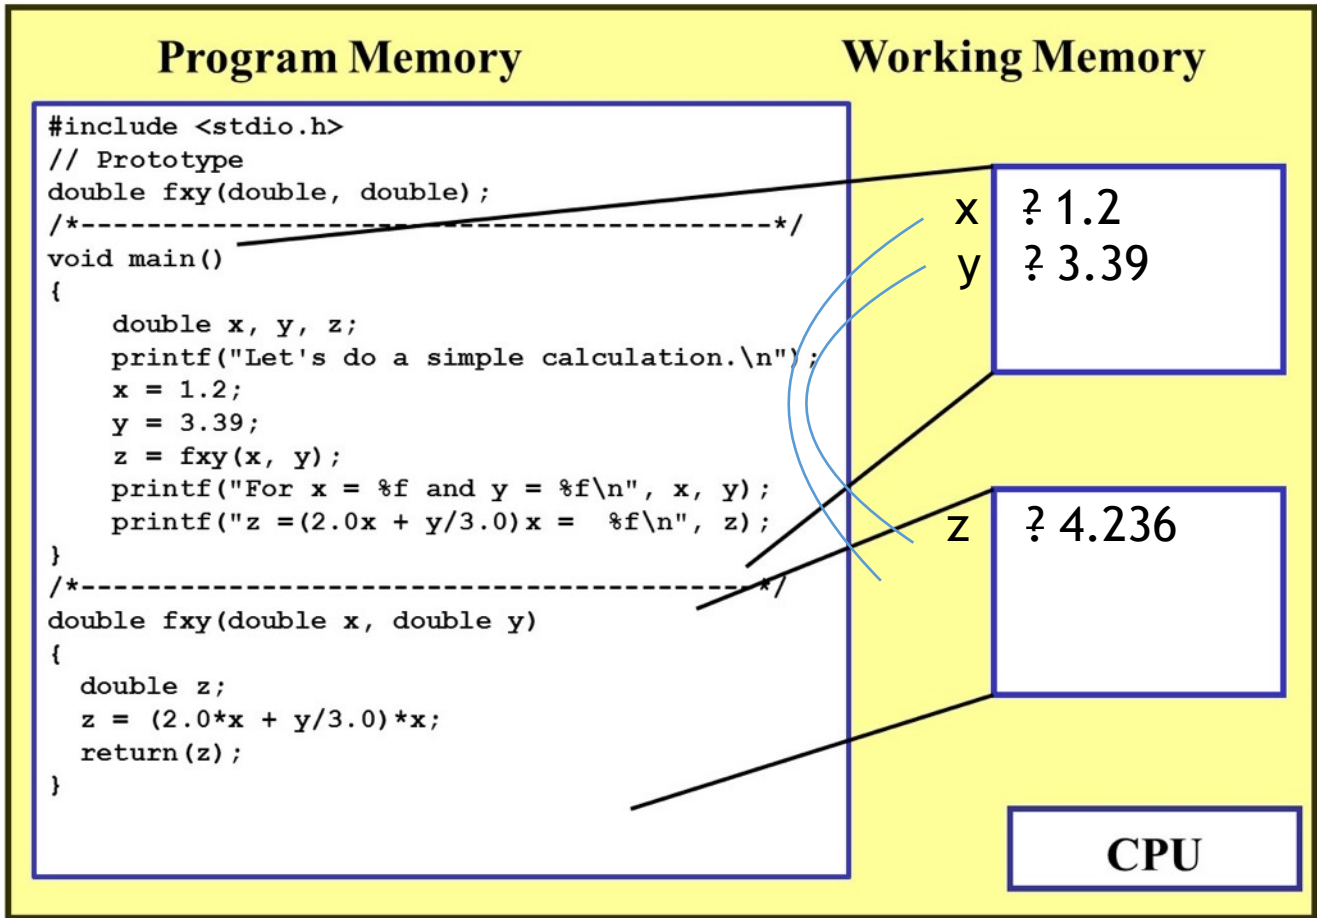 Program Memory
Working Memory
#include <stdio.h>
// Prototype
double fxy(double, double);
/*-------------------------------------------*/
void main()
{
    double x, y, z;
    printf("Let's do a simple calculation.\n");
    x = 1.2;
    y = 3.39;
    z = fxy(x, y);
    printf("For x = %f and y = %f\n", x, y);
    printf("z =(2.0x + y/3.0)x =  %f\n", z);
}
/*------------------------------------------*/
double fxy(double x, double y)
{
  double z;
  z = (2.0*x + y/3.0)*x;
  return(z);
}
x ? 1.2
y ? 3.39
z ? 4.236
CPU